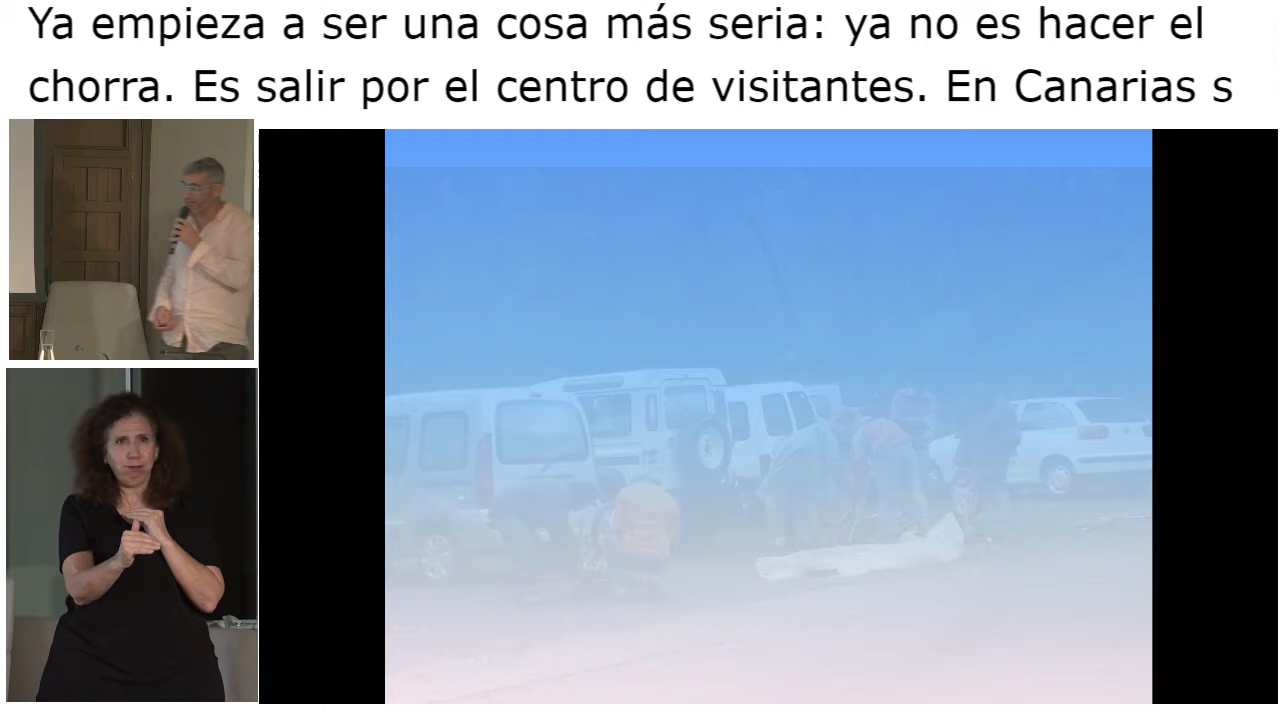 Ya empieza a ser una cosa más seria: ya no es hacer el
chorra. Es salir por el centro de visitantes. En Canarias s